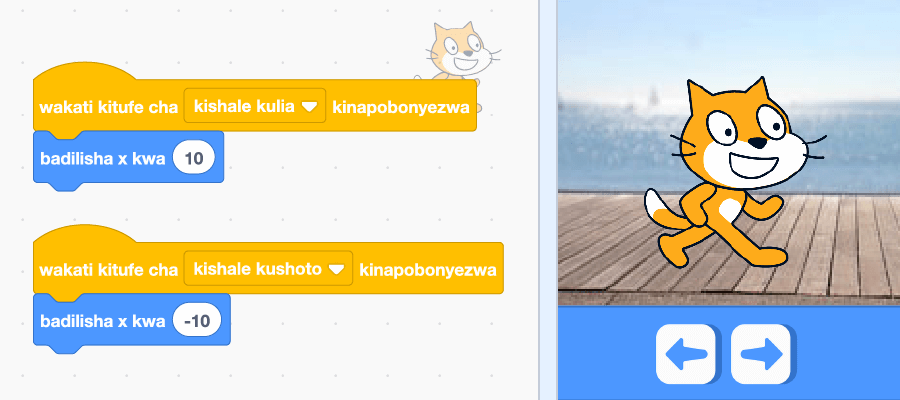 wakati kitufe cha kishale kulia kinapobonyezwa
badilisha x kwa 10
wakati kitufe cha kishale kushoto kinapobonyezwa
badilisha x kwa -10